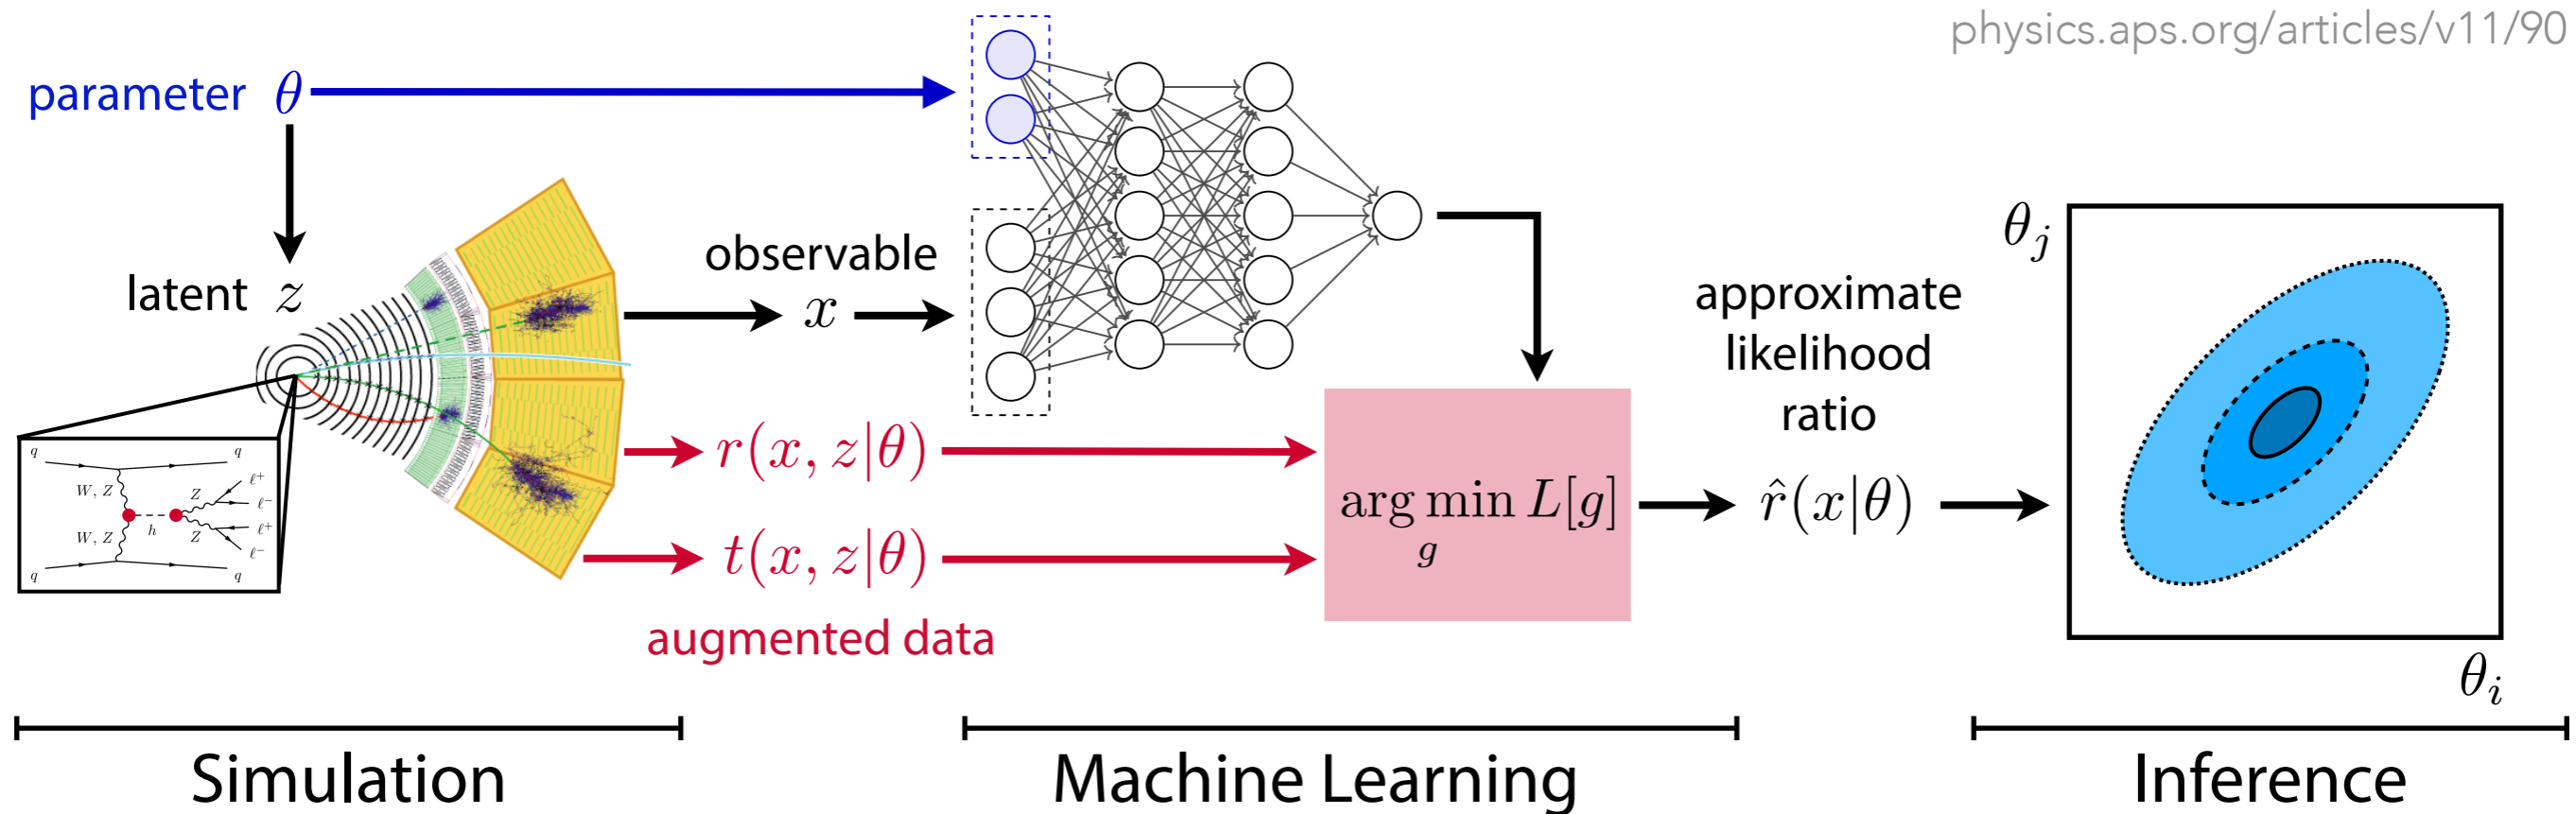 physics.aps.org/articles/v11/90
parameter θ
latent z
observable
x
r(x, z|θ)
t(x, z|θ)
augmented data
arg min L[g]
g
approximate
likelihood
ratio
r̂(x|θ)
θj
θi
q
q
W, Z
Z
ℓ+
ℓ−
h
W, Z
Z
ℓ+
ℓ−
q
q
Simulation
Machine Learning
Inference